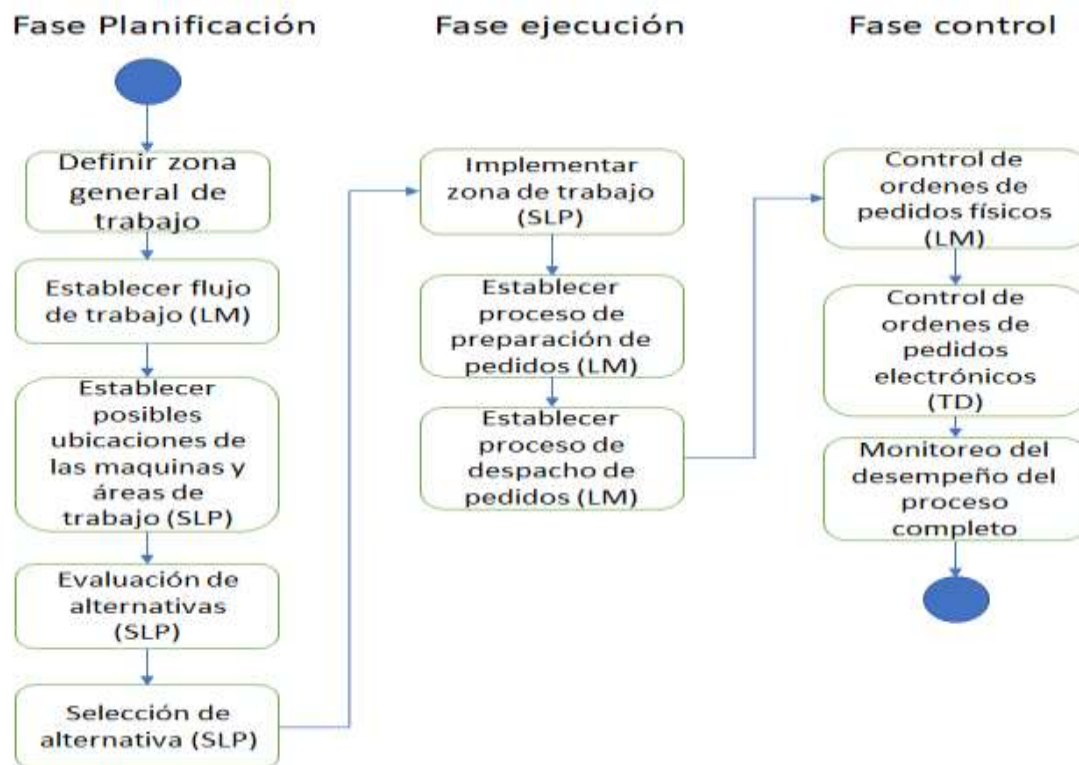 Fase Planificación
Definir zona
general de
trabajo
Establecer flujo
de trabajo (LM)
Establecer
posibles
ubicaciones de
las maquinas y
áreas de
trabajo (SLP)
Evaluación de
alternativas
(SLP)
Selección de
alternativa (SLP)
Fase ejecución
Implementar
zona de trabajo
(SLP)
Establecer
proceso de
preparación de
pedidos (LM)
Establecer
proceso de
despacho de
pedidos (LM)
Fase control
Control de
ordenes de
pedidos físicos
(LM)
Control de
ordenes de
pedidos
electrónicos
(TD)
Monitoreo del
desempeño del
proceso
completo